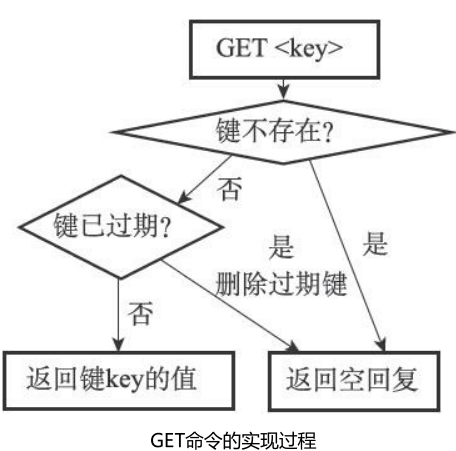 GET <key>
键不存在?
否
键已过期?
是
是
删除过期键
否
返回键key的值
返回空回复
GET命令的实现过程